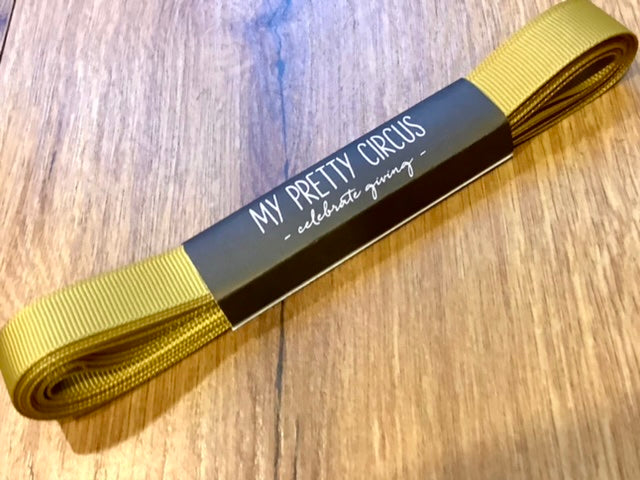 MY PRETTY CIRCUS
- celebrate giving -